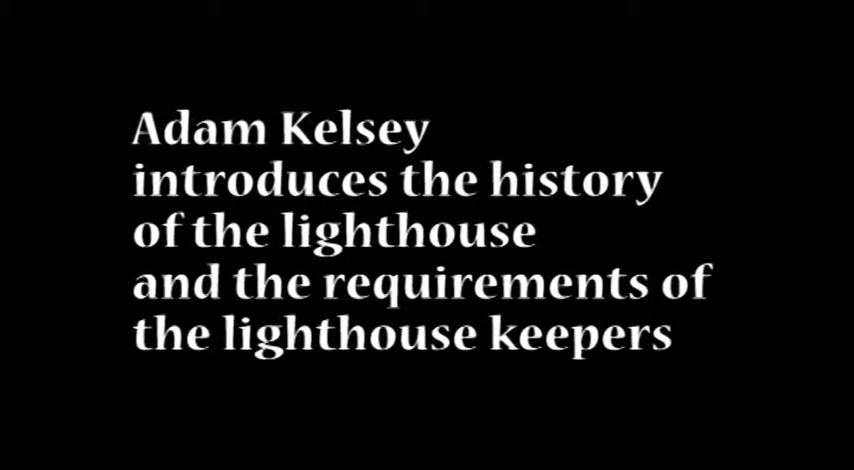 Adam Kelsey
introduces the history
of the lighthouse
and the requirements of
the lighthouse keepers